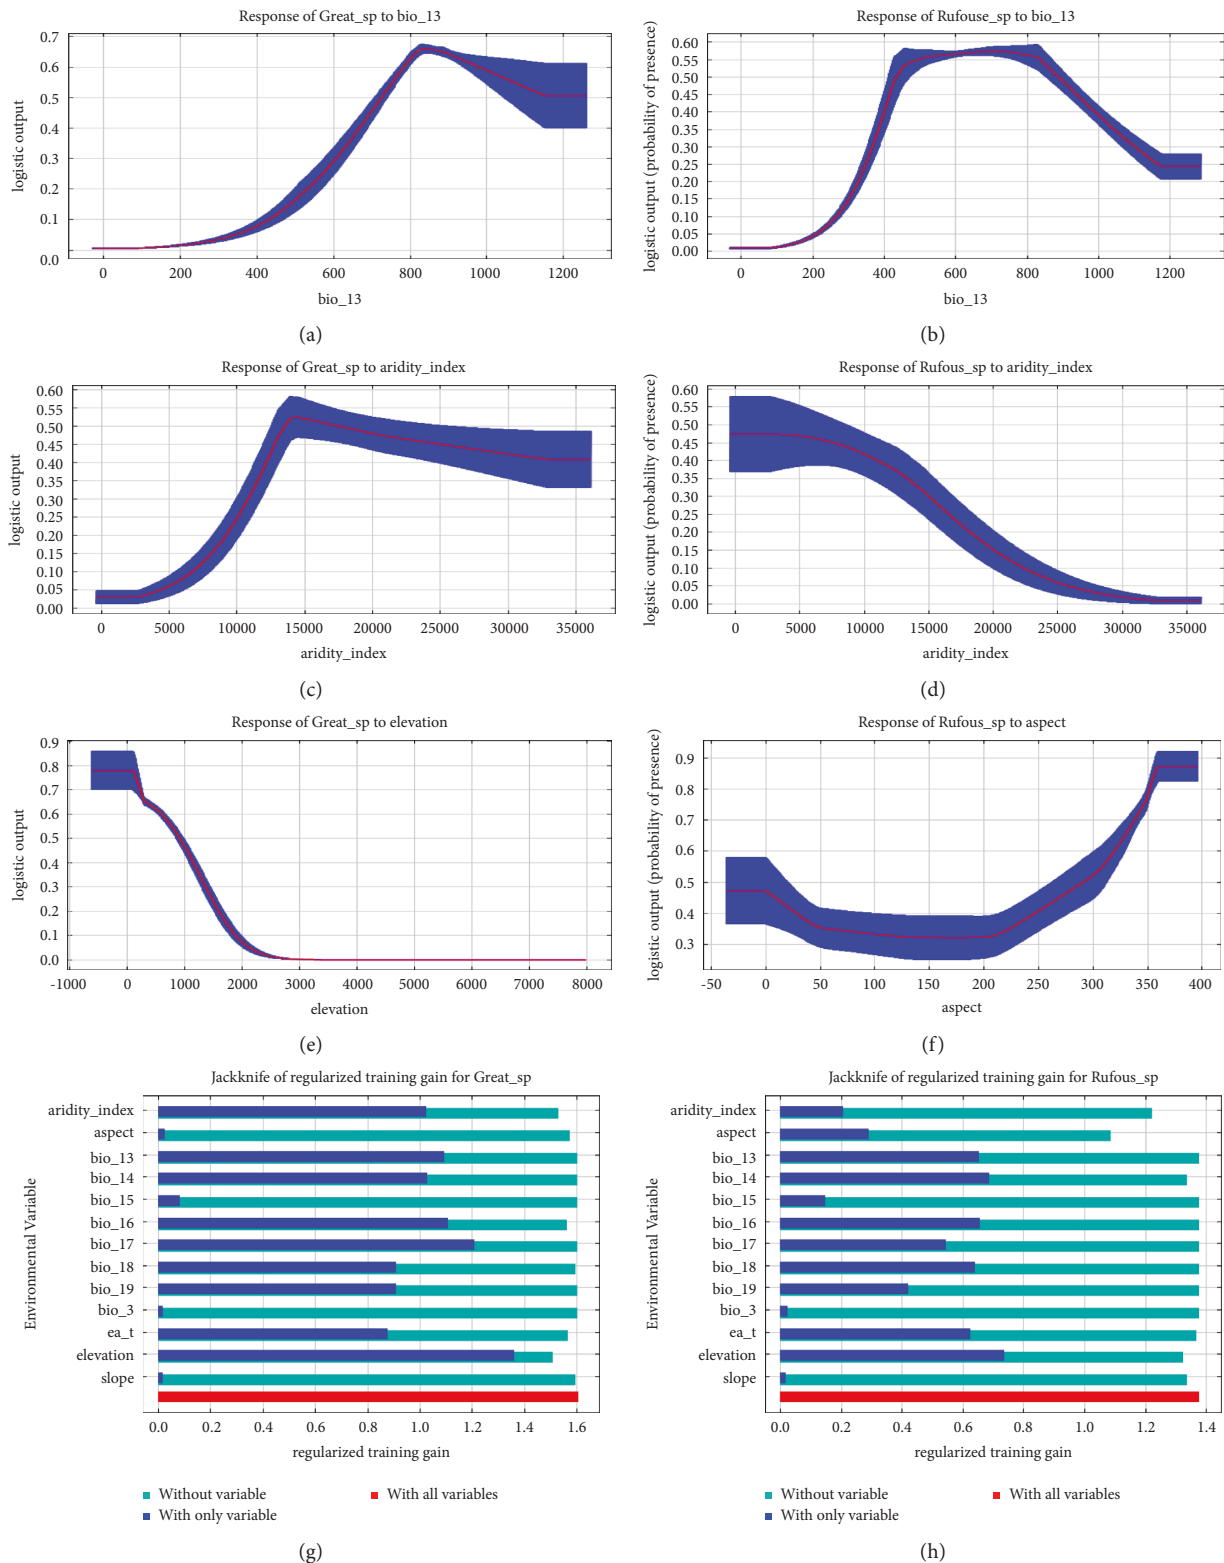 Response of Great_sp to bio_13
logistic output
0.7
0.6
0.5
0.4
0.3
0.2
0.1
0.0
0 200 400 600 800 1000 1200
bio_13
(a)
Response of Rufouse_sp to bio_13
logistic output (probability of presence)
0.60
0.55
0.50
0.45
0.40
0.35
0.30
0.25
0.20
0.15
0.10
0.05
0.00
0 200 400 600 800 1000 1200
bio_13
(b)
Response of Great_sp to aridity_index
logistic output
0.60
0.55
0.50
0.45
0.40
0.35
0.30
0.25
0.20
0.15
0.10
0.05
0.00
0 5000 10000 15000 20000 25000 30000 35000
aridity_index
(c)
Response of Rufous_sp to aridity_index
logistic output (probability of presence)
0.60
0.55
0.50
0.45
0.40
0.35
0.30
0.25
0.20
0.15
0.10
0.05
0.00
0 5000 10000 15000 20000 25000 30000 35000
aridity_index
(d)
Response of Great_sp to elevation
logistic output
0.9
0.8
0.7
0.6
0.5
0.4
0.3
0.2
0.1
0.0
-1000 0 1000 2000 3000 4000 5000 6000 7000 8000
elevation
(e)
Response of Rufous_sp to aspect
logistic output (probability of presence)
0.9
0.8
0.7
0.6
0.5
0.4
0.3
-50 0 50 100 150 200 250 300 350 400
aspect
(f)
Jackknife of regularized training gain for Great_sp
Environmental Variable
aridity_index
aspect
bio_13
bio_14
bio_15
bio_16
bio_17
bio_18
bio_19
bio_3
ea_t
elevation
slope
0.0 0.2 0.4 0.6 0.8 1.0 1.2 1.4 1.6
regularized training gain
Without variable
With all variables
With only variable
(g)
Jackknife of regularized training gain for Rufous_sp
Environmental Variable
aridity_index
aspect
bio_13
bio_14
bio_15
bio_16
bio_17
bio_18
bio_19
bio_3
ea_t
elevation
slope
0.0 0.2 0.4 0.6 0.8 1.0 1.2 1.4
regularized training gain
Without variable
With all variables
With only variable
(h)